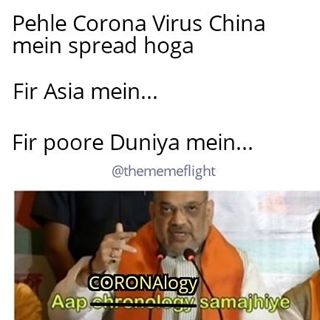 Pehle Corona Virus China
mein spread hoga
Fir Asia mein...
Fir poore Duniya mein...
@thememeflight
CORONAlogy
Aap chronology samajhiye